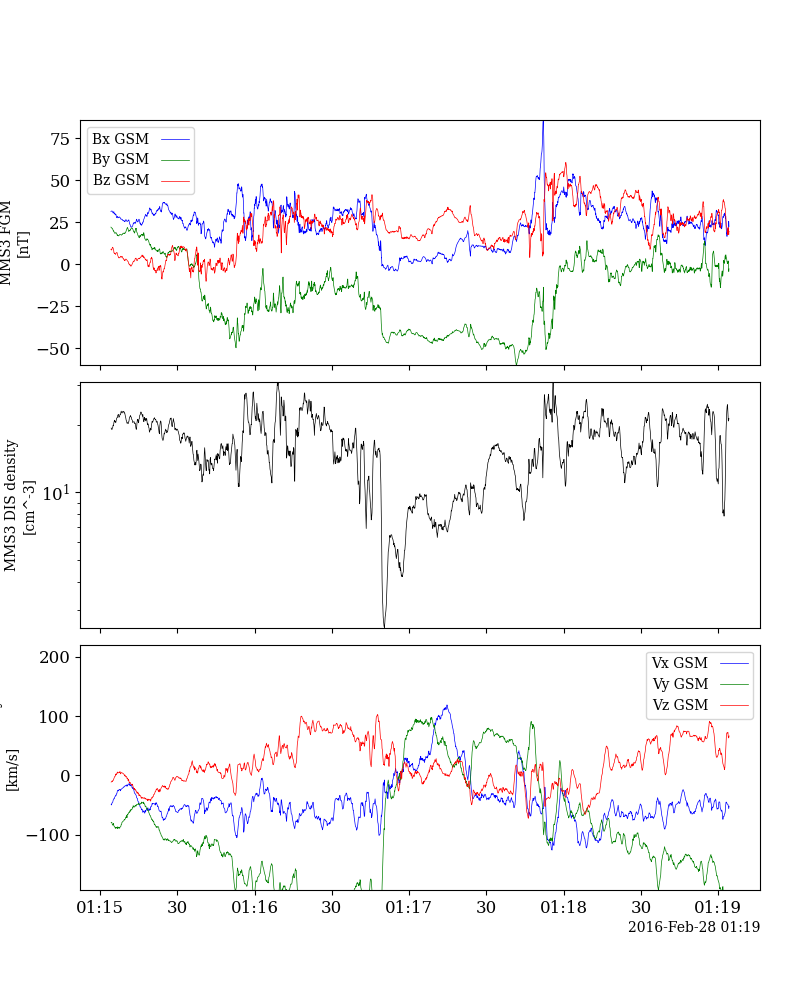 75
50
25
0
−25
−50
MMS3 FGM
[nT]
Bx GSM
By GSM
Bz GSM
10^1
MMS3 DIS density
[cm^-3]
200
100
0
−100
[km/s]
Vx GSM
Vy GSM
Vz GSM
01:15 30 01:16 30 01:17 30 01:18 30 01:19
2016-Feb-28 01:19